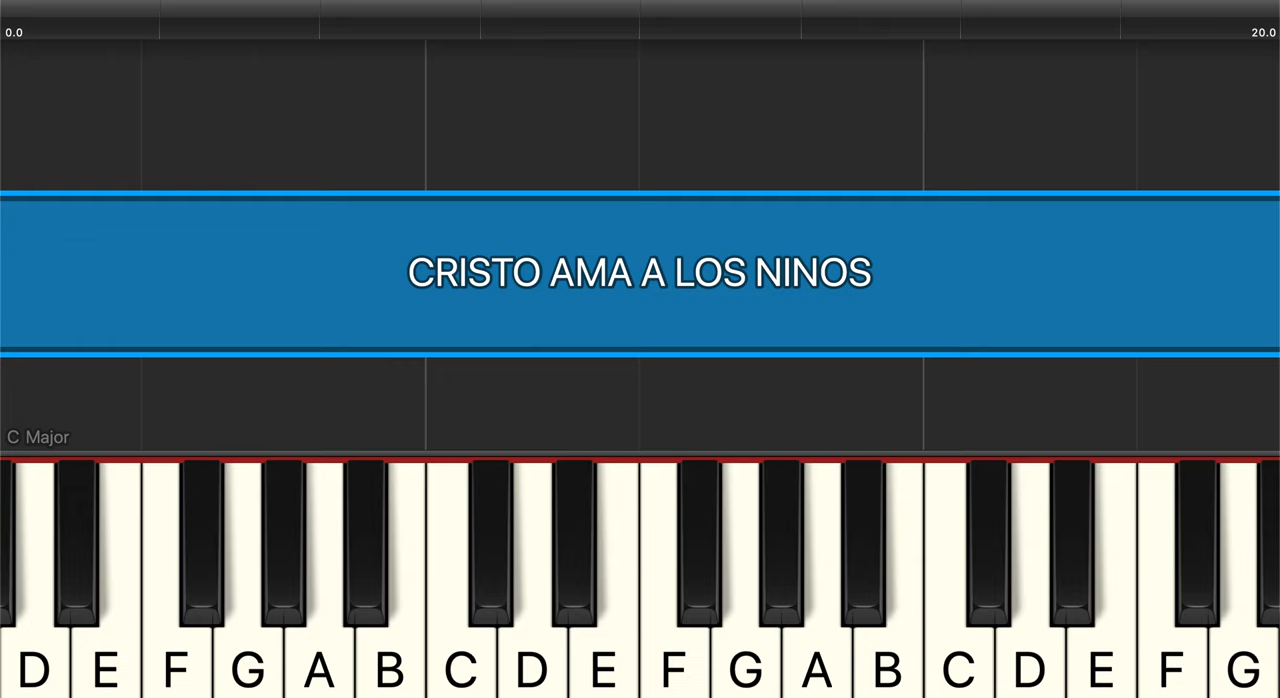 0.0 20.0
CRISTO AMA A LOS NINOS
C Major
D E F G A B C D E F G A B C D E F G